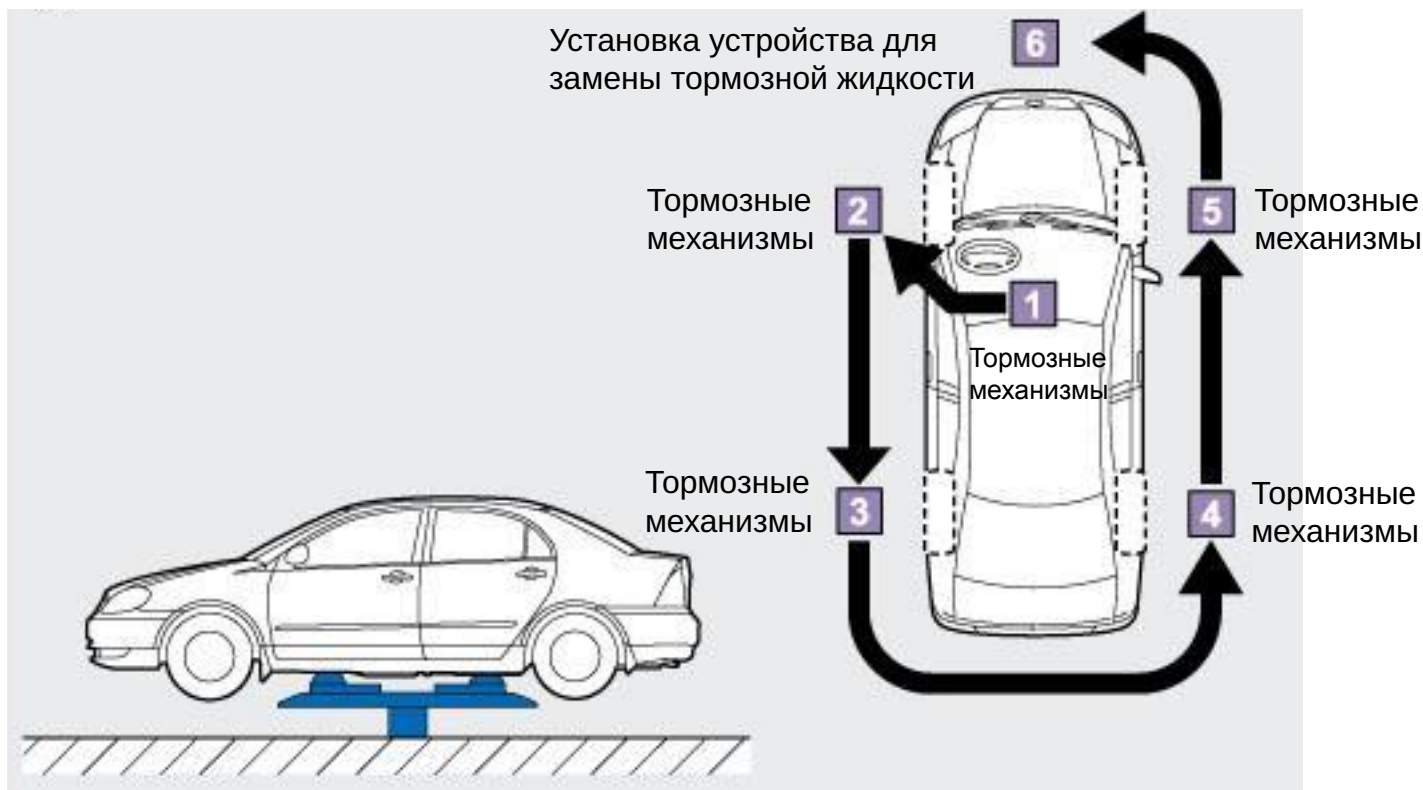 Установка устройства для
замены тормозной жидкости
6
Тормозные
механизмы
2
5
Тормозные
механизмы
1
Тормозные
механизмы
Тормозные
механизмы
3
4
Тормозные
механизмы